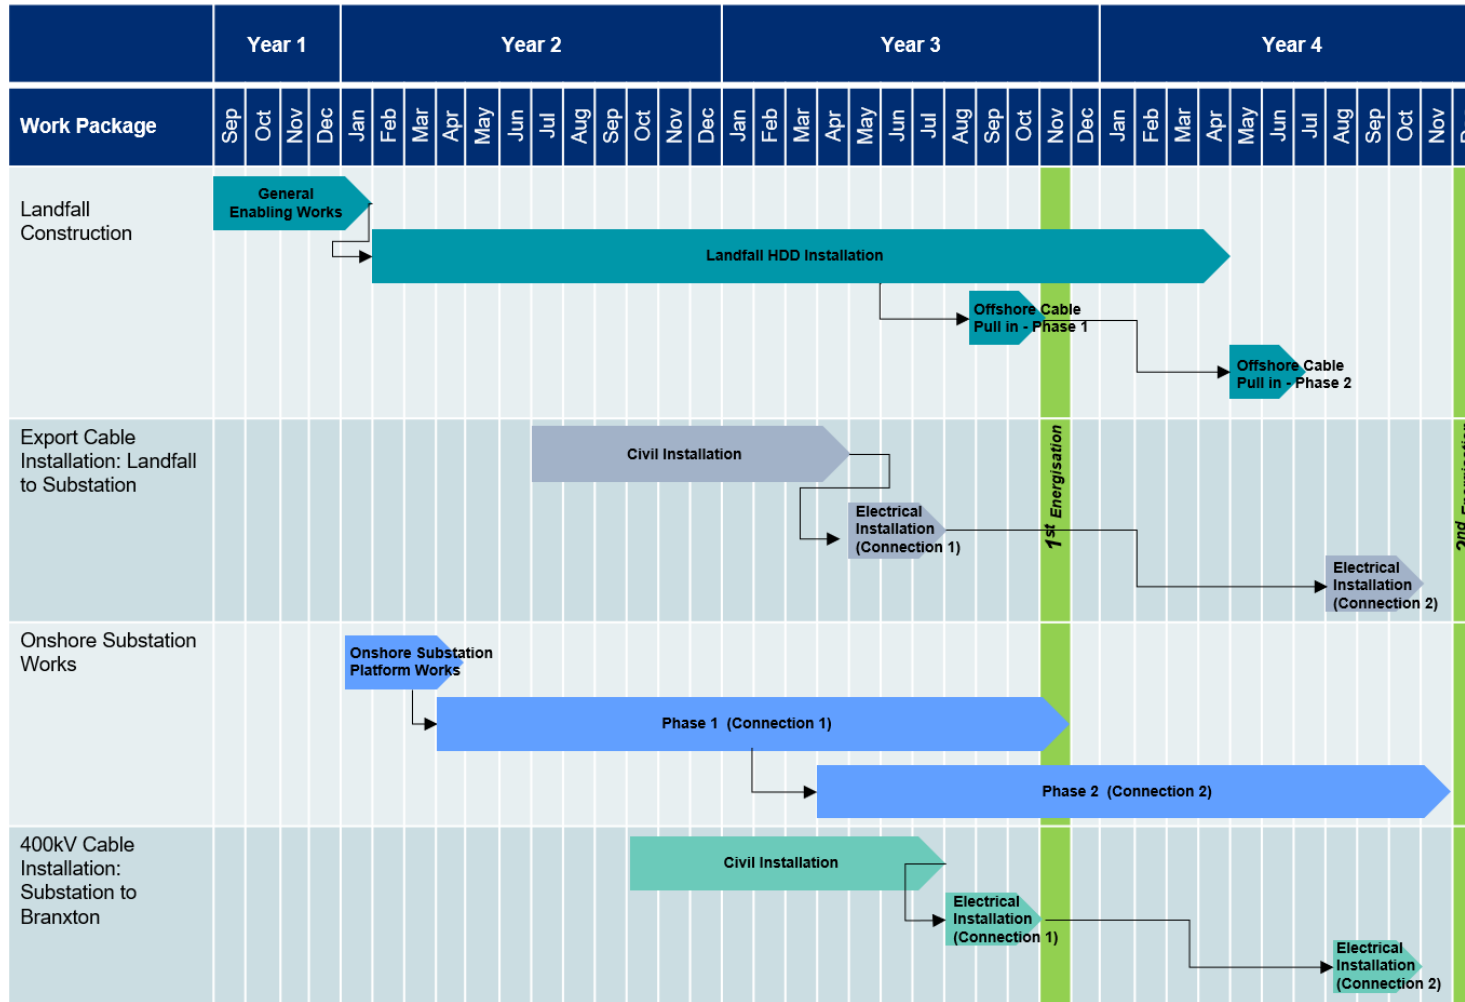 Year 1
Year 2
Year 3
Year 4
Work Package
Sep
Oct
Nov
Dec
Jan
Feb
Mar
Apr
May
Jun
Jul
Aug
Sep
Oct
Nov
Dec
Jan
Feb
Mar
Apr
May
Jun
Jul
Aug
Sep
Oct
Nov
Dec
Jan
Feb
Mar
Apr
May
Jun
Jul
Aug
Sep
Oct
Nov
Landfall
Construction
General
Enabling Works
Landfall HDD Installation
Offshore Cable
Pull in - Phase 1
Offshore Cable
Pull in - Phase 2
Export Cable
Installation: Landfall
to Substation
Civil Installation
Electrical
Installation
(Connection 1)
Electrical
Installation
(Connection 2)
1st Energisation
2nd Energisation
Onshore Substation
Works
Onshore Substation
Platform Works
Phase 1 (Connection 1)
Phase 2 (Connection 2)
400kV Cable
Installation:
Substation to
Branxton
Civil Installation
Electrical
Installation
(Connection 1)
Electrical
Installation
(Connection 2)